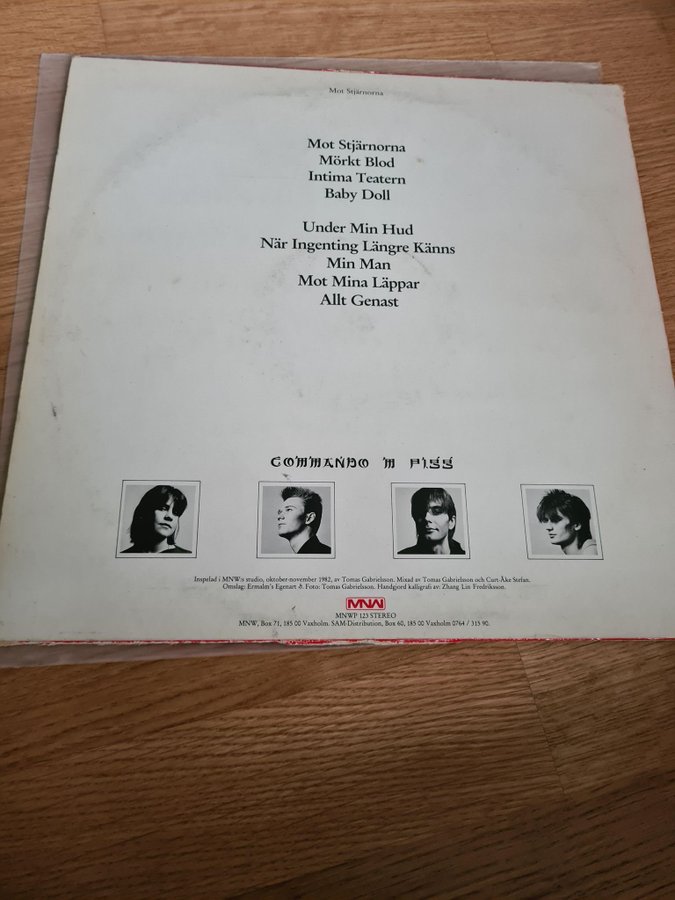 Mot Stjärnorna
Mot Stjärnorna
Mörkt Blod
Intima Teatern
Baby Doll
Under Min Hud
När Ingenting Längre Känns
Min Man
Mot Mina Läppar
Allt Genast
COMMANDO M PIGG
Inspelad i MNW:s studio, oktober-november 1982, av Tomas Gabrielsson. Mixad av Tomas Gabrielsson och Curt-Åke Stefan.
Omslag: Ermalm's Egenart ð. Foto: Tomas Gabrielsson. Handgjord kalligrafi av: Zhang Lin Fredriksson.
MNW
MNWP 123 STEREO
MNW, Box 71, 185 00 Vaxholm. SAM-Distribution, Box 60, 185 00 Vaxholm 0764 / 315 90.